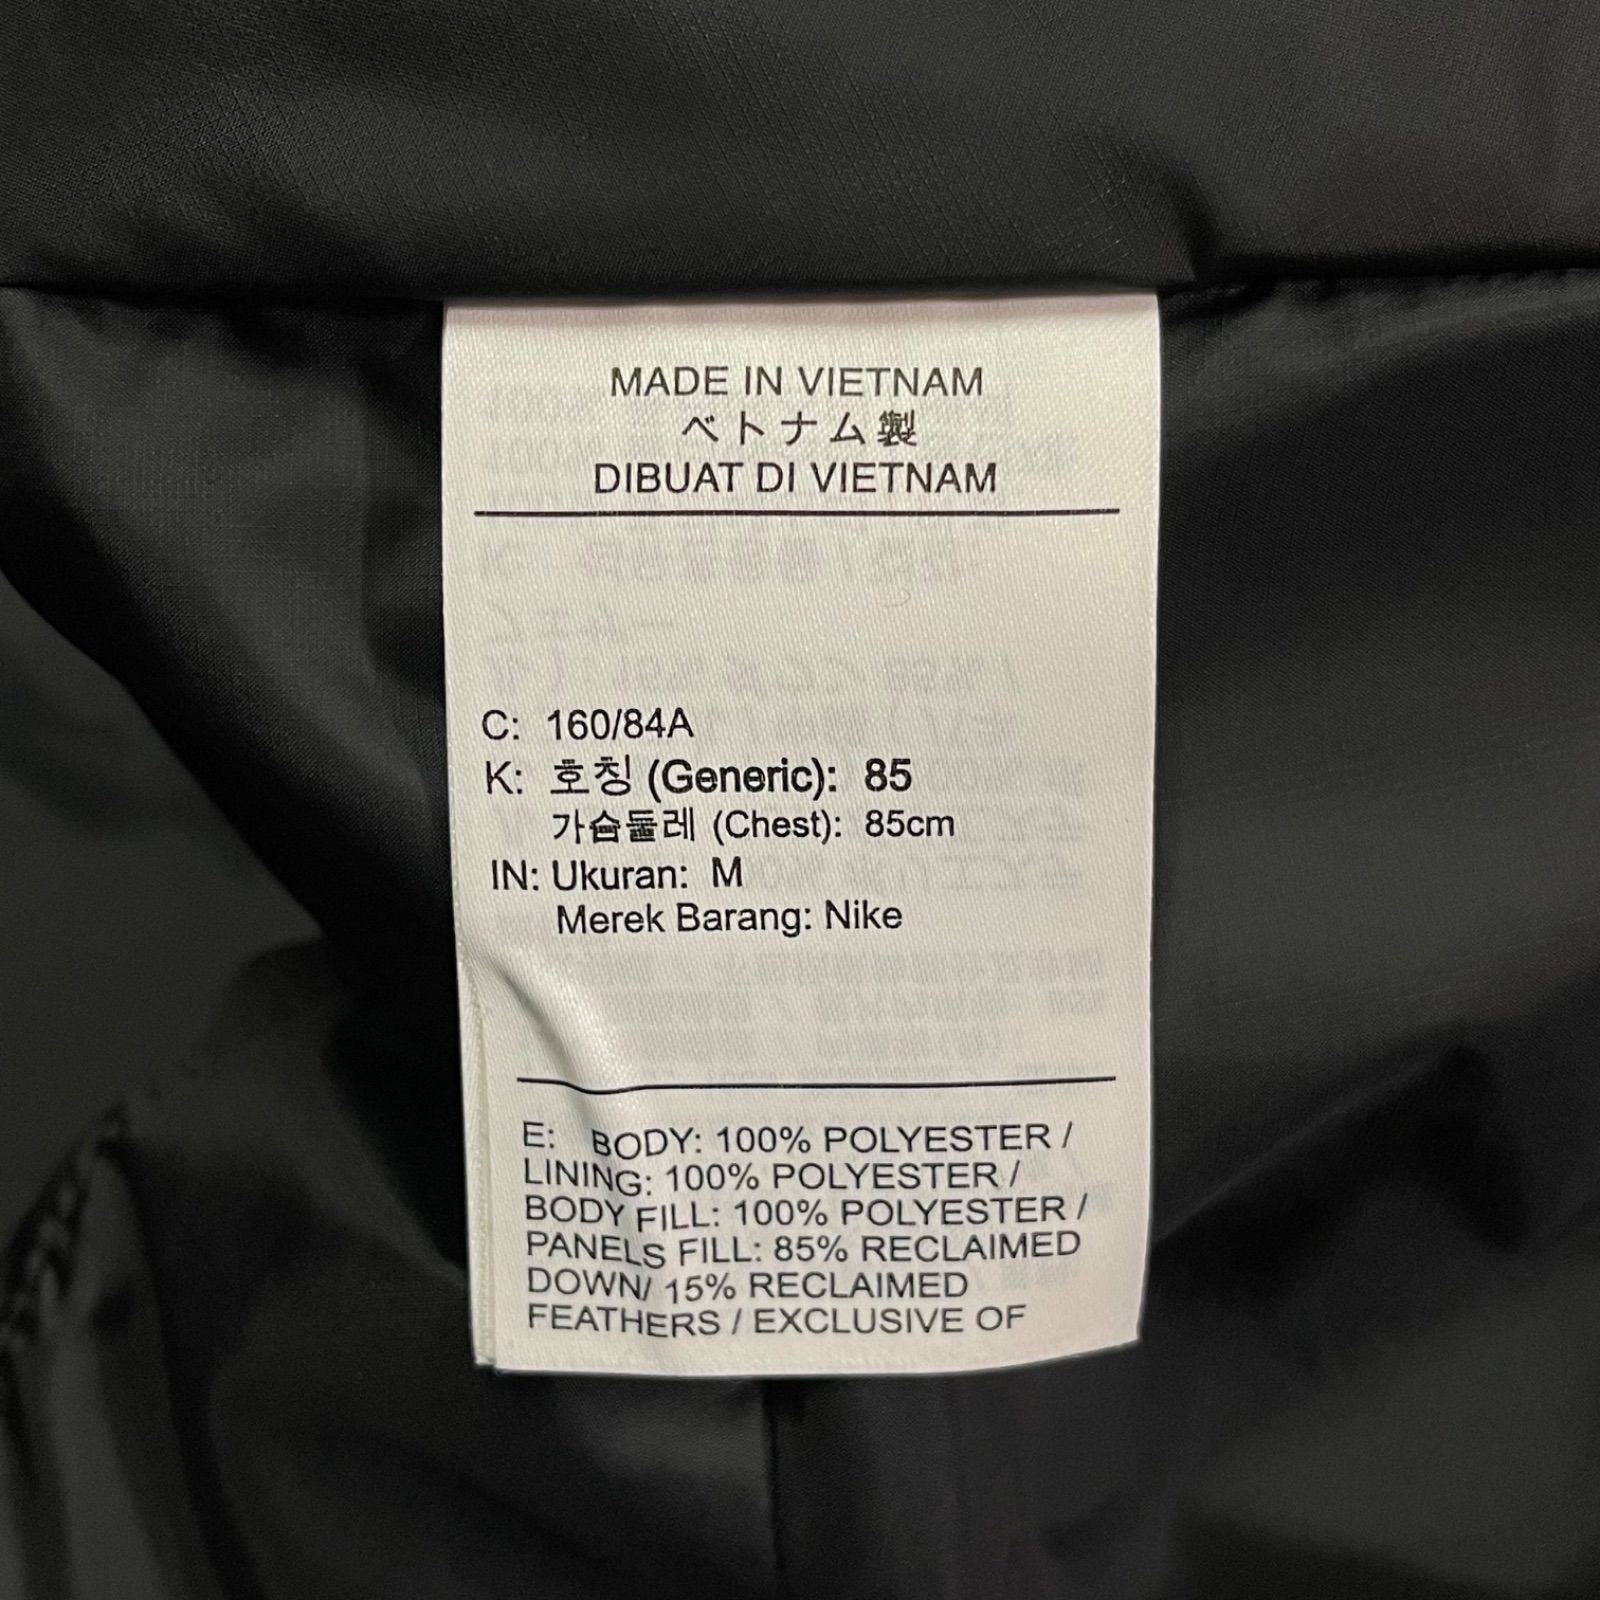 MADE IN VIETNAM
ベトナム製
DIBUAT DI VIETNAM
C: 160/84A
K: 호칭 (Generic): 85
가슴둘레 (Chest): 85cm
IN: Ukuran: M
Merek Barang: Nike
E: BODY: 100% POLYESTER /
LINING: 100% POLYESTER /
BODY FILL: 100% POLYESTER /
PANELS FILL: 85% RECLAIMED
DOWN/ 15% RECLAIMED
FEATHERS / EXCLUSIVE OF